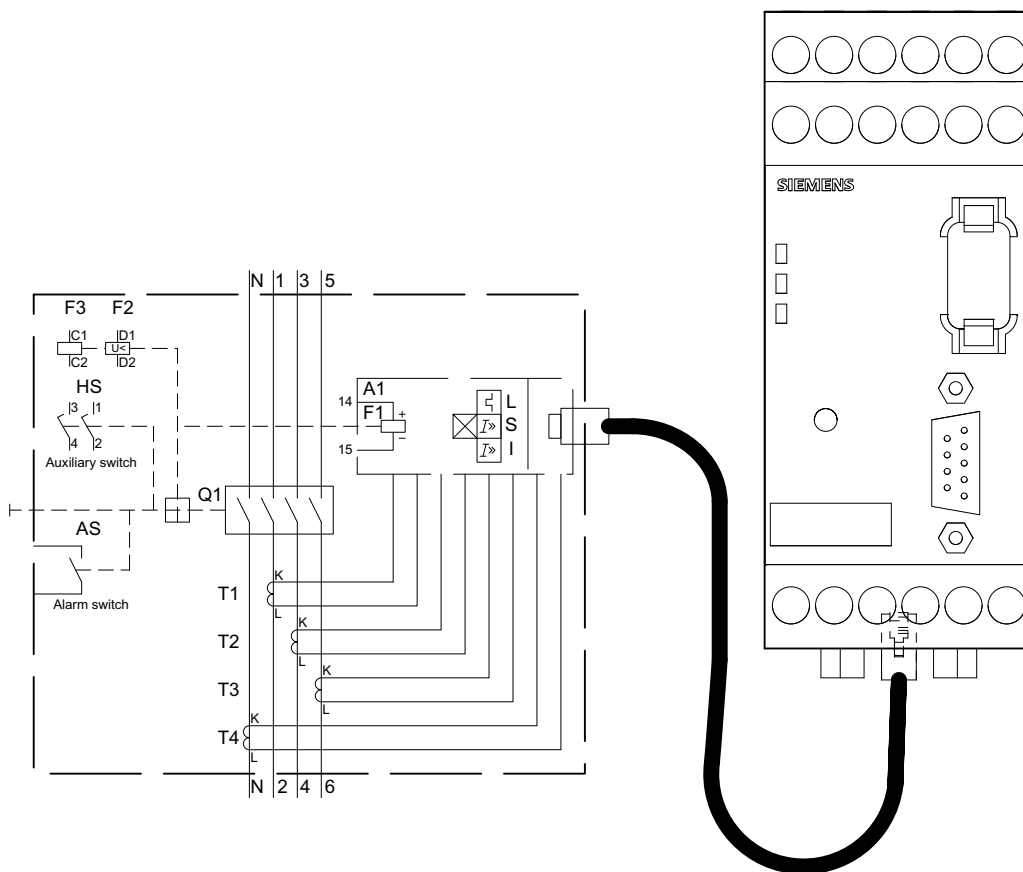 SIEMENS
N 1 3 5
F3 F2
C1 D1
U<
C2 D2
HS
3 1
4 2
Auxiliary switch
A1
14
F1
+
–
15
L
I» S
I» I
Q1
AS
Alarm switch
T1
K
L
T2
K
L
T3
K
L
T4
K
L
N 2 4 6